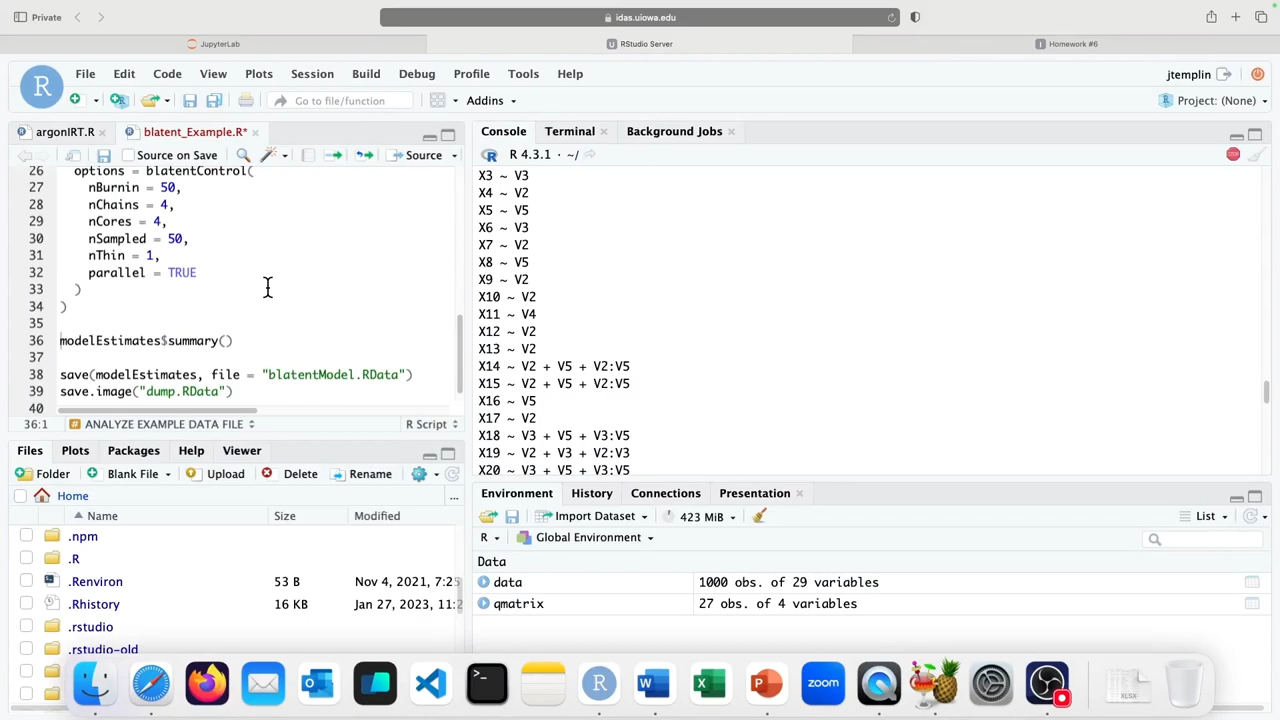 Private
idas.uiowa.edu
JupyterLab
RStudio Server
Homework #6
R
File Edit Code View Plots Session Build Debug Profile Tools Help
jtemplin
Go to file/function
Addins
Project: (None)
argonIRT.R
blatent_Example.R*
Source on Save
Source
26 options = blatentControl(
27 nBurnin = 50,
28 nChains = 4,
29 nCores = 4,
30 nSampled = 50,
31 nThin = 1,
32 parallel = TRUE
33 )
34 )
35
36 modelEstimates$summary()
37
38 save(modelEstimates, file = "blatentModel.RData")
39 save.image("dump.RData")
40
36:1
# ANALYZE EXAMPLE DATA FILE
R Script
Console Terminal Background Jobs
R 4.3.1 · ~/
X3 ~ V3
X4 ~ V2
X5 ~ V5
X6 ~ V3
X7 ~ V2
X8 ~ V5
X9 ~ V2
X10 ~ V2
X11 ~ V4
X12 ~ V2
X13 ~ V2
X14 ~ V2 + V5 + V2:V5
X15 ~ V2 + V5 + V2:V5
X16 ~ V5
X17 ~ V2
X18 ~ V3 + V5 + V3:V5
X19 ~ V2 + V3 + V2:V3
X20 ~ V3 + V5 + V3:V5
Files Plots Packages Help Viewer
Folder Blank File Upload Delete Rename
Home
Name Size Modified
.npm
.R
.Renviron 53 B Nov 4, 2021, 7:25
.Rhistory 16 KB Jan 27, 2023, 11:2
.rstudio
.rstudio-old
Environment History Connections Presentation
Import Dataset
423 MiB
List
R
Global Environment
Data
data 1000 obs. of 29 variables
qmatrix 27 obs. of 4 variables
zoom
XLSX